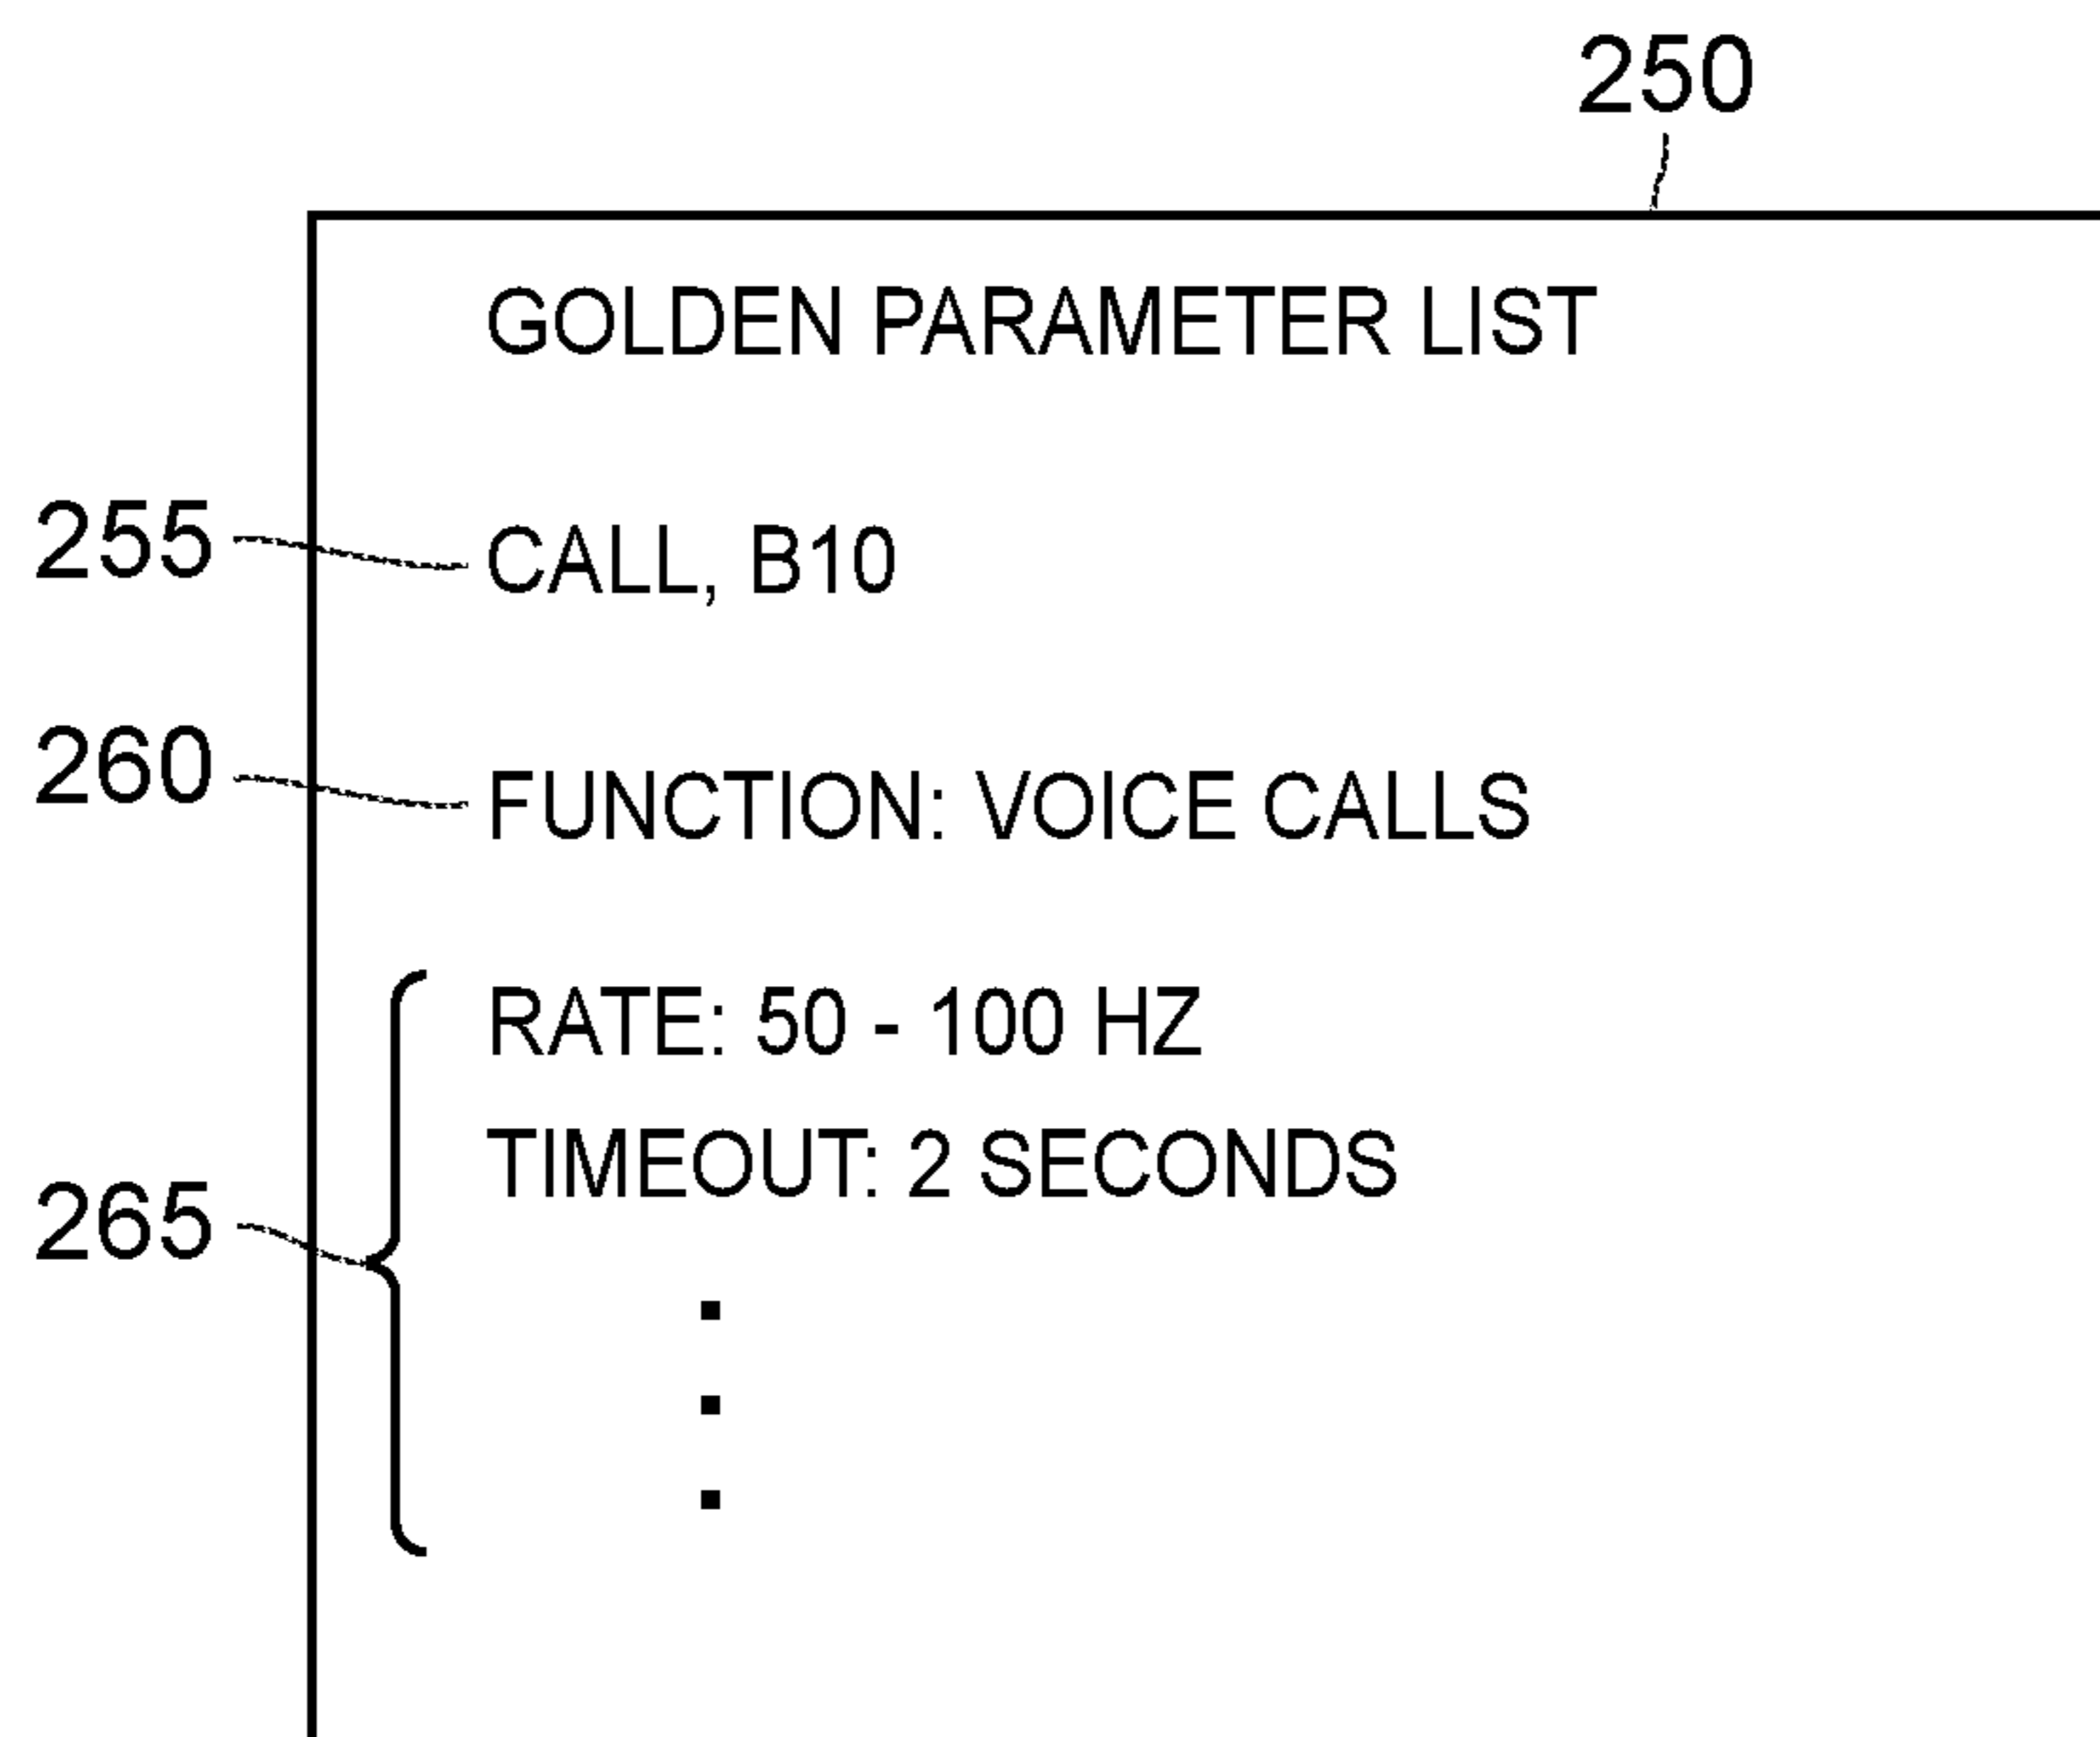 250
GOLDEN PARAMETER LIST
255 CALL, B10
260 FUNCTION: VOICE CALLS
RATE: 50 - 100 HZ
TIMEOUT: 2 SECONDS
265